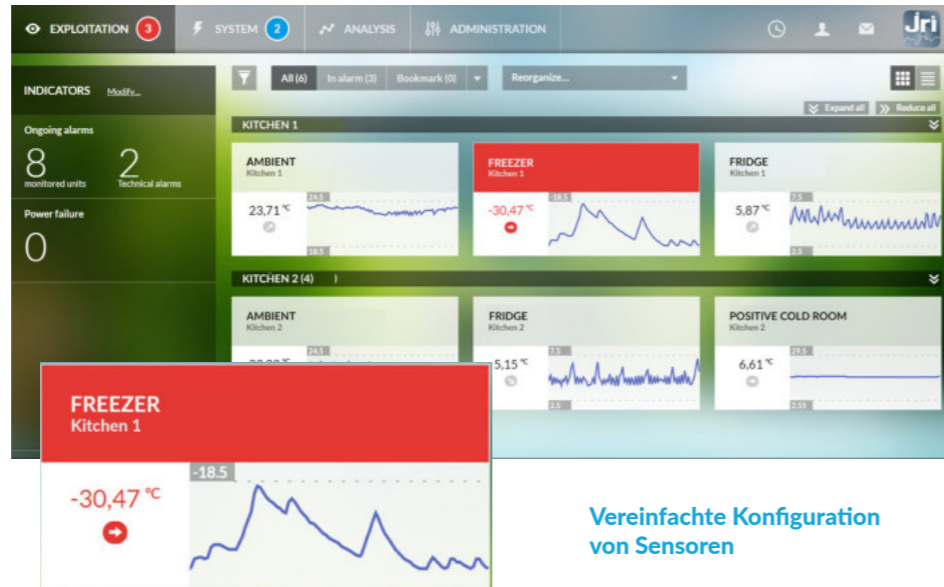 EXPLOITATION 3 SYSTEM 2 ANALYSIS ADMINISTRATION jri
INDICATORS Modify...
All (6) In alarm (3) Bookmark (0) Reorganize...
Expand all Reduce all
Ongoing alarms
8 2
monitored units Technical alarms
Power failure
0
KITCHEN 1
AMBIENT
Kitchen 1
24.5
23,71 °C
18.5
FREEZER
Kitchen 1
-18.5
-30,47 °C
FRIDGE
Kitchen 1
7.5
5,87 °C
2.5
KITCHEN 2 (4) )
AMBIENT
Kitchen 2
24.5
FRIDGE
Kitchen 2
7.5
5,15 °C
2.5
POSITIVE COLD ROOM
Kitchen 2
29.5
6,61 °C
2.55
FREEZER
Kitchen 1
-18.5
-30,47 °C
Vereinfachte Konfiguration
von Sensoren